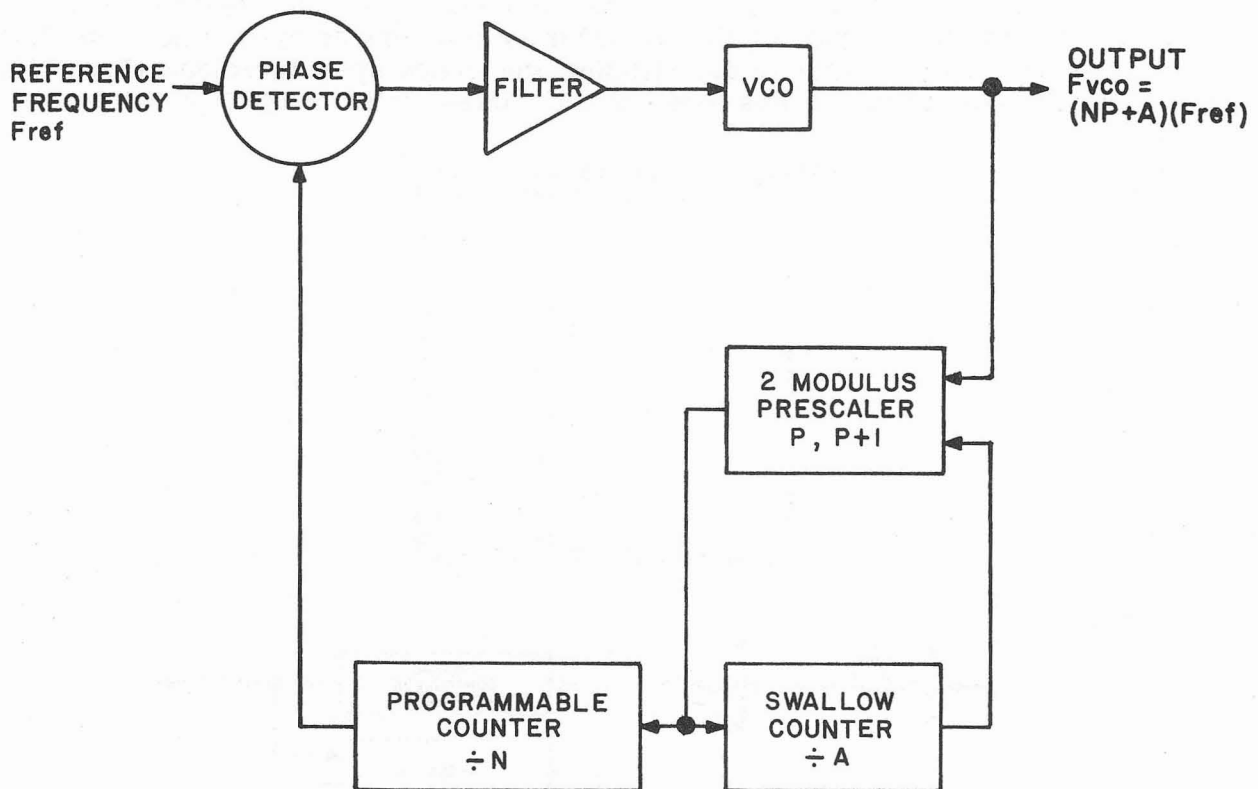 REFERENCE
FREQUENCY
Fref
PHASE
DETECTOR
FILTER
VCO
OUTPUT
Fvco =
(NP+A)(Fref)
2 MODULUS
PRESCALER
P, P+1
PROGRAMMABLE
COUNTER
÷N
SWALLOW
COUNTER
÷A